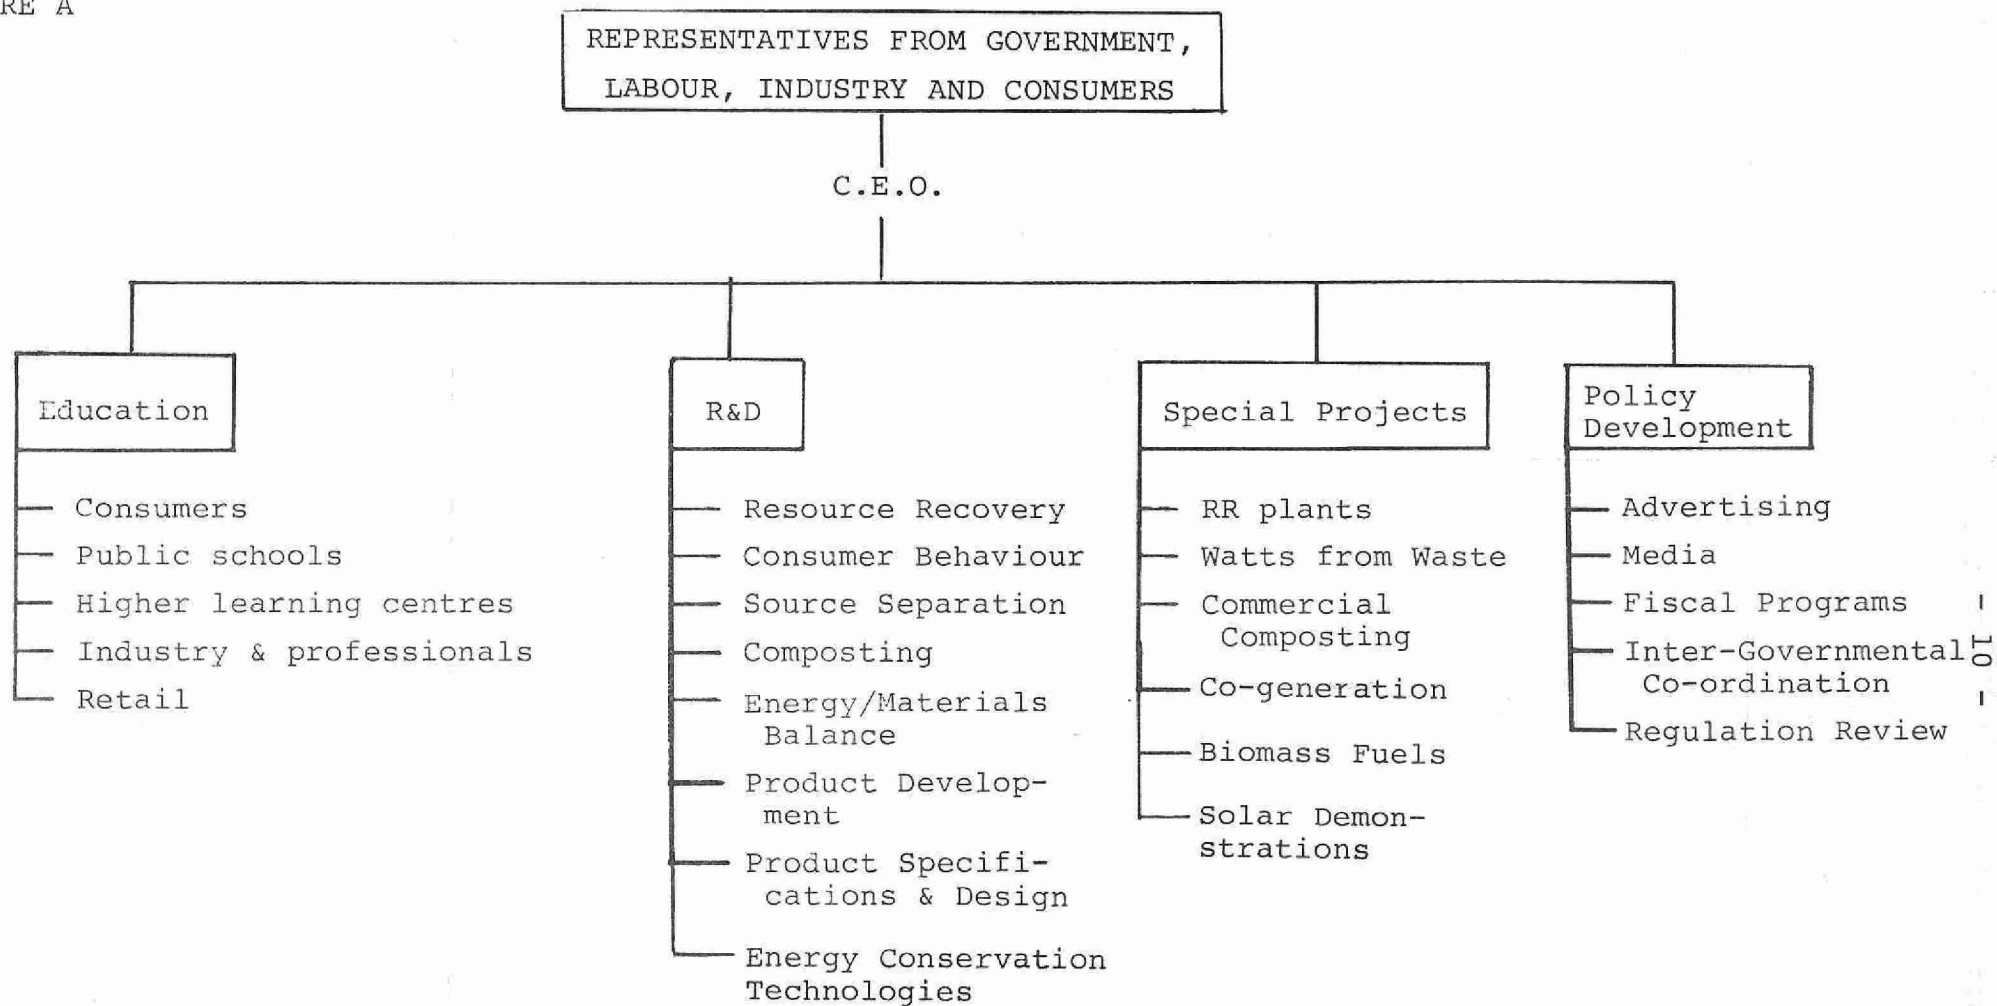 RE A
REPRESENTATIVES FROM GOVERNMENT,
LABOUR, INDUSTRY AND CONSUMERS
C.E.O.
Education
Consumers
Public schools
Higher learning centres
Industry & professionals
Retail
R&D
Resource Recovery
Consumer Behaviour
Source Separation
Composting
Energy/Materials
Balance
Product Develop-
ment
Product Specifi-
cations & Design
Energy Conservation
Technologies
Special Projects
RR plants
Watts from Waste
Commercial
Composting
Co-generation
Biomass Fuels
Solar Demon-
strations
Policy
Development
Advertising
Media
Fiscal Programs
Inter-Governmental
Co-ordination
Regulation Review
- 10 -